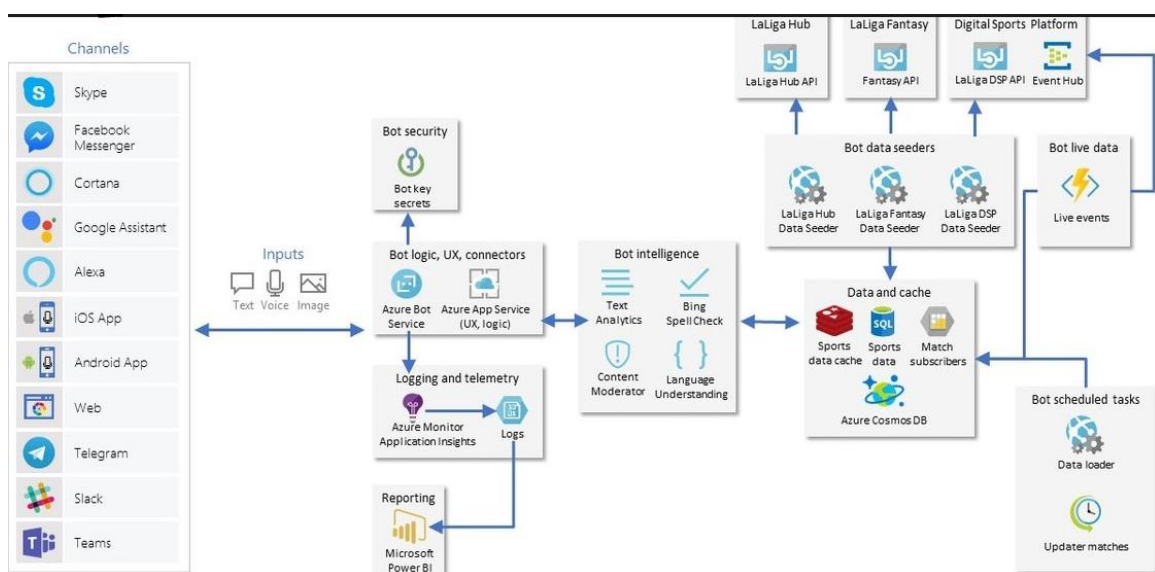 Channels
Skype
Facebook
Messenger
Cortana
Google Assistant
Alexa
iOS App
Android App
Web
Telegram
Slack
Teams
Inputs
Text Voice Image
Bot security
Bot key
secrets
Bot logic, UX, connectors
Azure Bot
Service
Azure App Service
(UX, logic)
Logging and telemetry
Azure Monitor
Application Insights
Logs
Reporting
Microsoft
Power BI
Bot intelligence
Text
Analytics
Bing
Spell Check
Content
Moderator
Language
Understanding
LaLiga Hub
LaLiga Hub API
LaLiga Fantasy
Fantasy API
Digital Sports Platform
LaLiga DSP API
Event Hub
Bot data seeders
LaLiga Hub
Data Seeder
LaLiga Fantasy
Data Seeder
LaLiga DSP
Data Seeder
Bot live data
Live events
Data and cache
SQL
Sports
data cache
Sports
data
Match
subscribers
Azure Cosmos DB
Bot scheduled tasks
Data loader
Updater matches